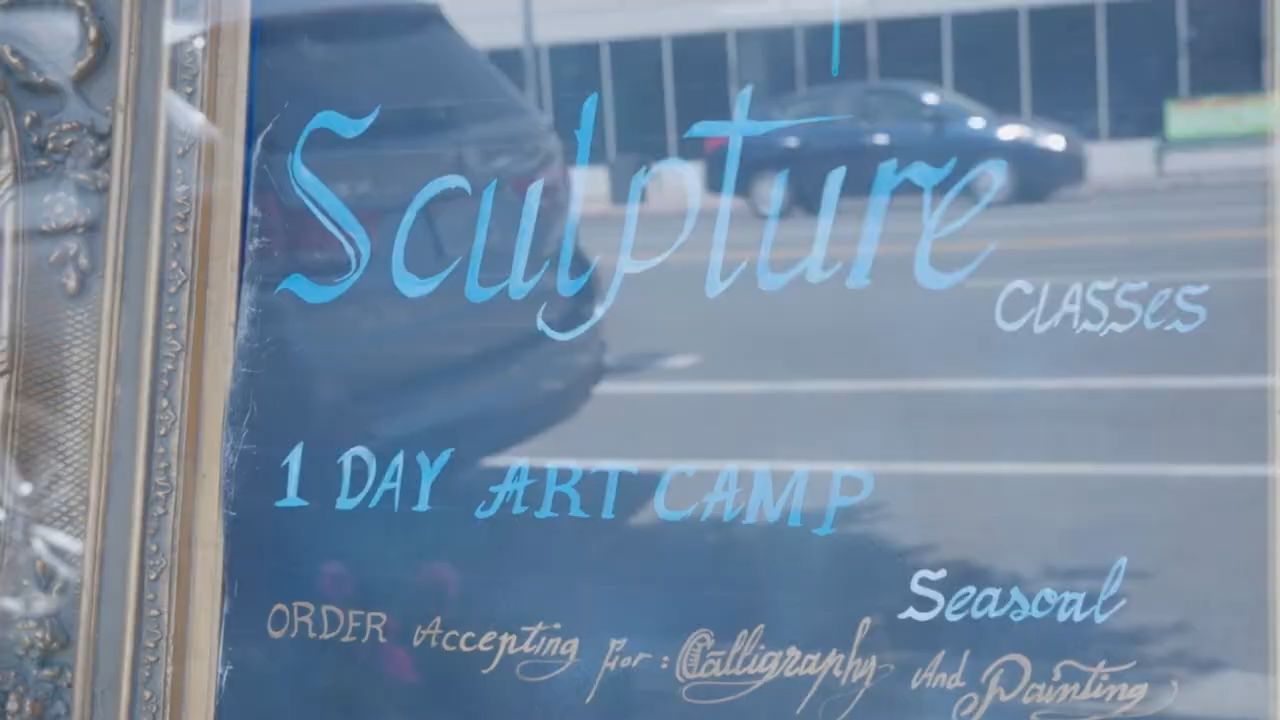 Sculpture
CLASSes
1 DAY ART CAMP
Seasoal
ORDER Accepting For: Calligraphy And Painting